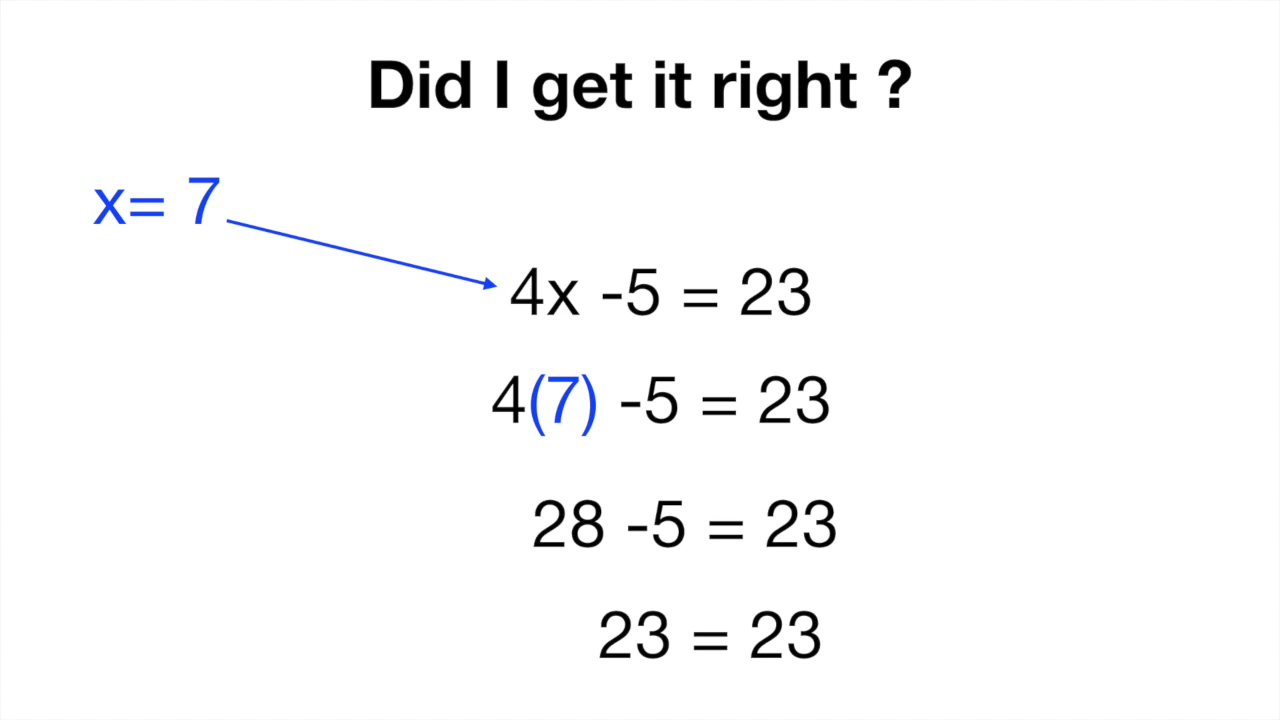 Did I get it right ?
x= 7
4x -5 = 23
4(7) -5 = 23
28 -5 = 23
23 = 23